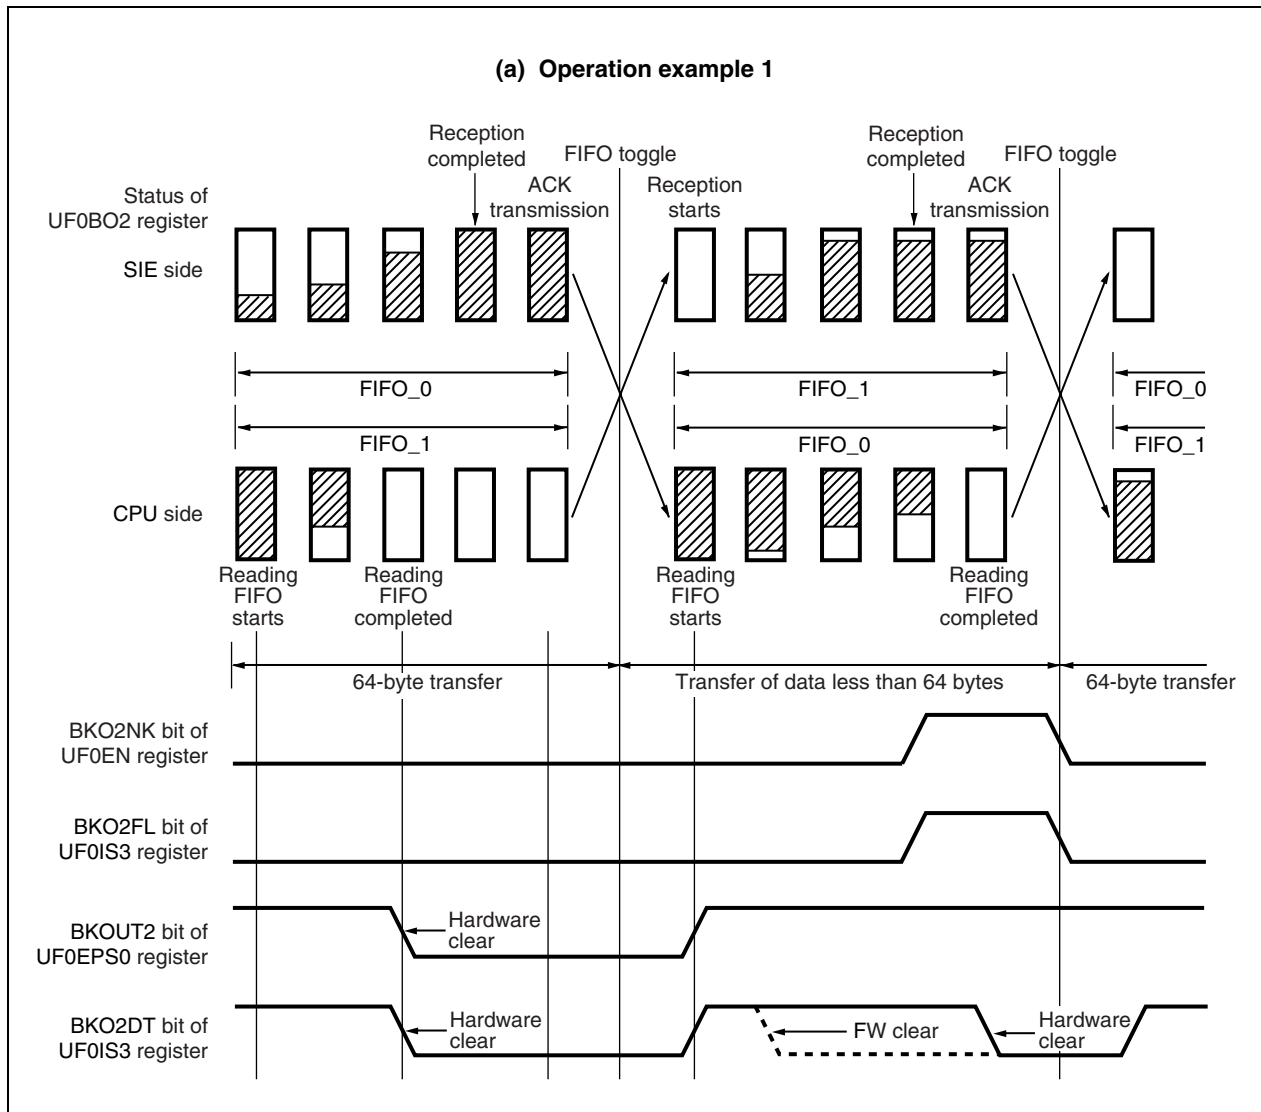 (a) Operation example 1
Reception
completed
FIFO toggle
Reception
completed
FIFO toggle
Status of
UF0BO2 register
ACK
transmission
Reception
starts
ACK
transmission
SIE side
FIFO_0
FIFO_1
FIFO_0
FIFO_1
FIFO_0
FIFO_1
CPU side
Reading
FIFO
starts
Reading
FIFO
completed
Reading
FIFO
starts
Reading
FIFO
completed
64-byte transfer
Transfer of data less than 64 bytes
64-byte transfer
BKO2NK bit of
UF0EN register
BKO2FL bit of
UF0IS3 register
BKOUT2 bit of
UF0EPS0 register
Hardware
clear
BKO2DT bit of
UF0IS3 register
Hardware
clear
FW clear
Hardware
clear